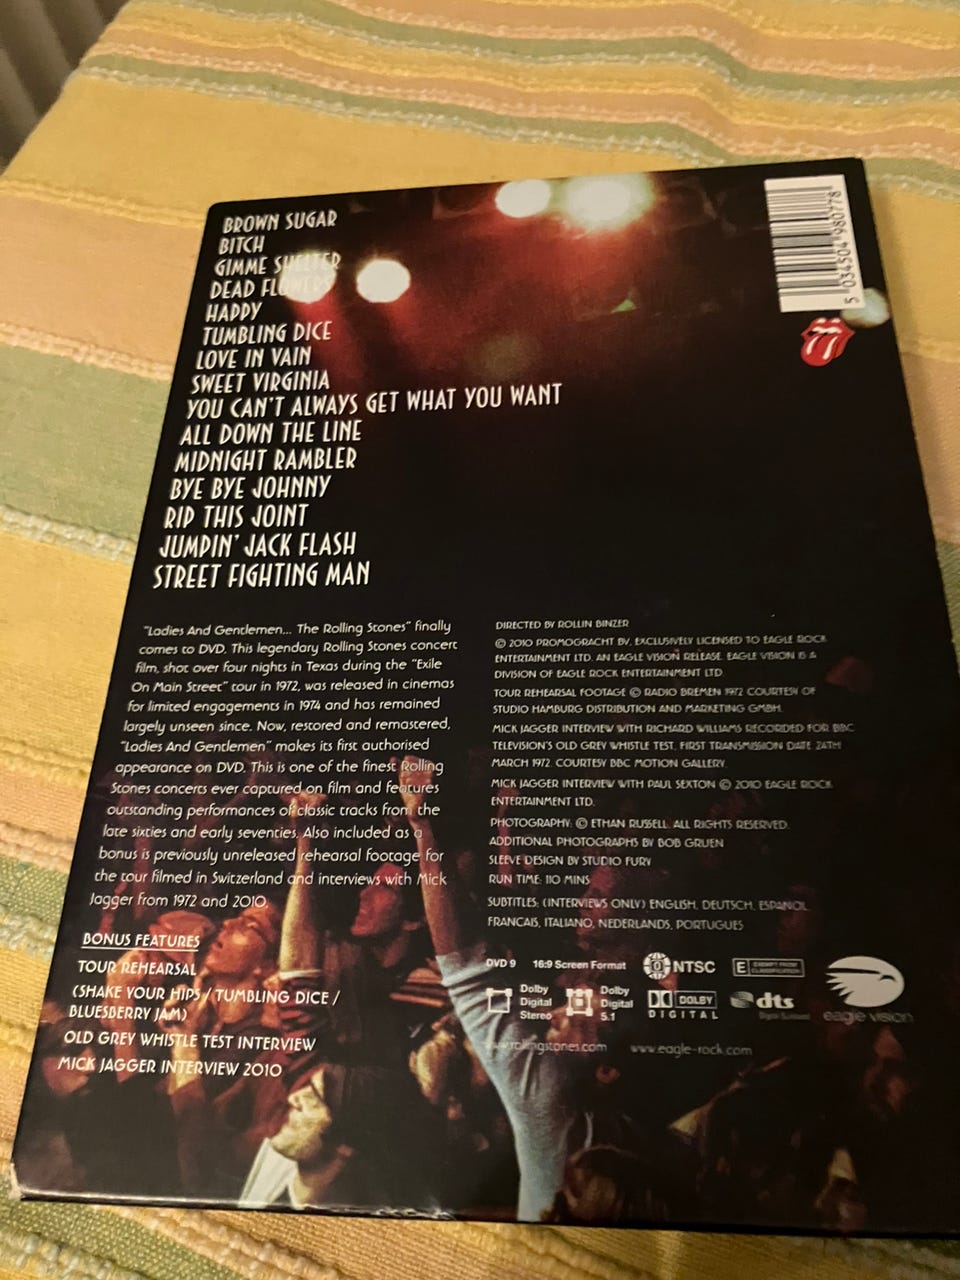 BROWN SUGAR
BITCH
GIMME SHELTER
DEAD FLOWERS
HAPPY
TUMBLING DICE
LOVE IN VAIN
SWEET VIRGINIA
YOU CAN'T ALWAYS GET WHAT YOU WANT
ALL DOWN THE LINE
MIDNIGHT RAMBLER
BYE BYE JOHNNY
RIP THIS JOINT
JUMPIN' JACK FLASH
STREET FIGHTING MAN
5 034504 980778
"Ladies And Gentlemen... The Rolling Stones" finally
comes to DVD. This legendary Rolling Stones concert
film, shot over four nights in Texas during the "Exile
On Main Street" tour in 1972, was released in cinemas
for limited engagements in 1974 and has remained
largely unseen since. Now, restored and remastered,
"Ladies And Gentlemen" makes its first authorised
appearance on DVD. This is one of the finest Rolling
Stones concerts ever captured on film and features
outstanding performances of classic tracks from the
late sixties and early seventies. Also included as a
bonus is previously unreleased rehearsal footage for
the tour filmed in Switzerland and interviews with Mick
Jagger from 1972 and 2010.
BONUS FEATURES
TOUR REHEARSAL
(SHAKE YOUR HIPS / TUMBLING DICE /
BLUESBERRY JAM)
OLD GREY WHISTLE TEST INTERVIEW
MICK JAGGER INTERVIEW 2010
DIRECTED BY ROLLIN BINZER
© 2010 PROMOGRACHT BV, EXCLUSIVELY LICENSED TO EAGLE ROCK
ENTERTAINMENT LTD. AN EAGLE VISION RELEASE. EAGLE VISION IS A
DIVISION OF EAGLE ROCK ENTERTAINMENT LTD
TOUR REHEARSAL FOOTAGE © RADIO BREMEN 1972 COURTESY OF
STUDIO HAMBURG DISTRIBUTION AND MARKETING GMBH.
MICK JAGGER INTERVIEW WITH RICHARD WILLIAMS RECORDED FOR BBC
TELEVISION'S OLD GREY WHISTLE TEST, FIRST TRANSMISSION DATE 24TH
MARCH 1972. COURTESY BBC MOTION GALLERY.
MICK JAGGER INTERVIEW WITH PAUL SEXTON © 2010 EAGLE ROCK
ENTERTAINMENT LTD.
PHOTOGRAPHY: © ETHAN RUSSELL. ALL RIGHTS RESERVED.
ADDITIONAL PHOTOGRAPHS BY BOB GRUEN
SLEEVE DESIGN BY STUDIO FURY
RUN TIME: 110 MINS
SUBTITLES: (INTERVIEWS ONLY) ENGLISH, DEUTSCH, ESPANOL,
FRANCAIS, ITALIANO, NEDERLANDS, PORTUGUES
DVD 9 16:9 Screen Format NTSC E EXEMPT FROM CLASSIFICATION
Dolby Digital Stereo
Dolby Digital 5.1
DOLBY DIGITAL
dts Digital Surround
eagle vision
www.rollingstones.com www.eagle-rock.com